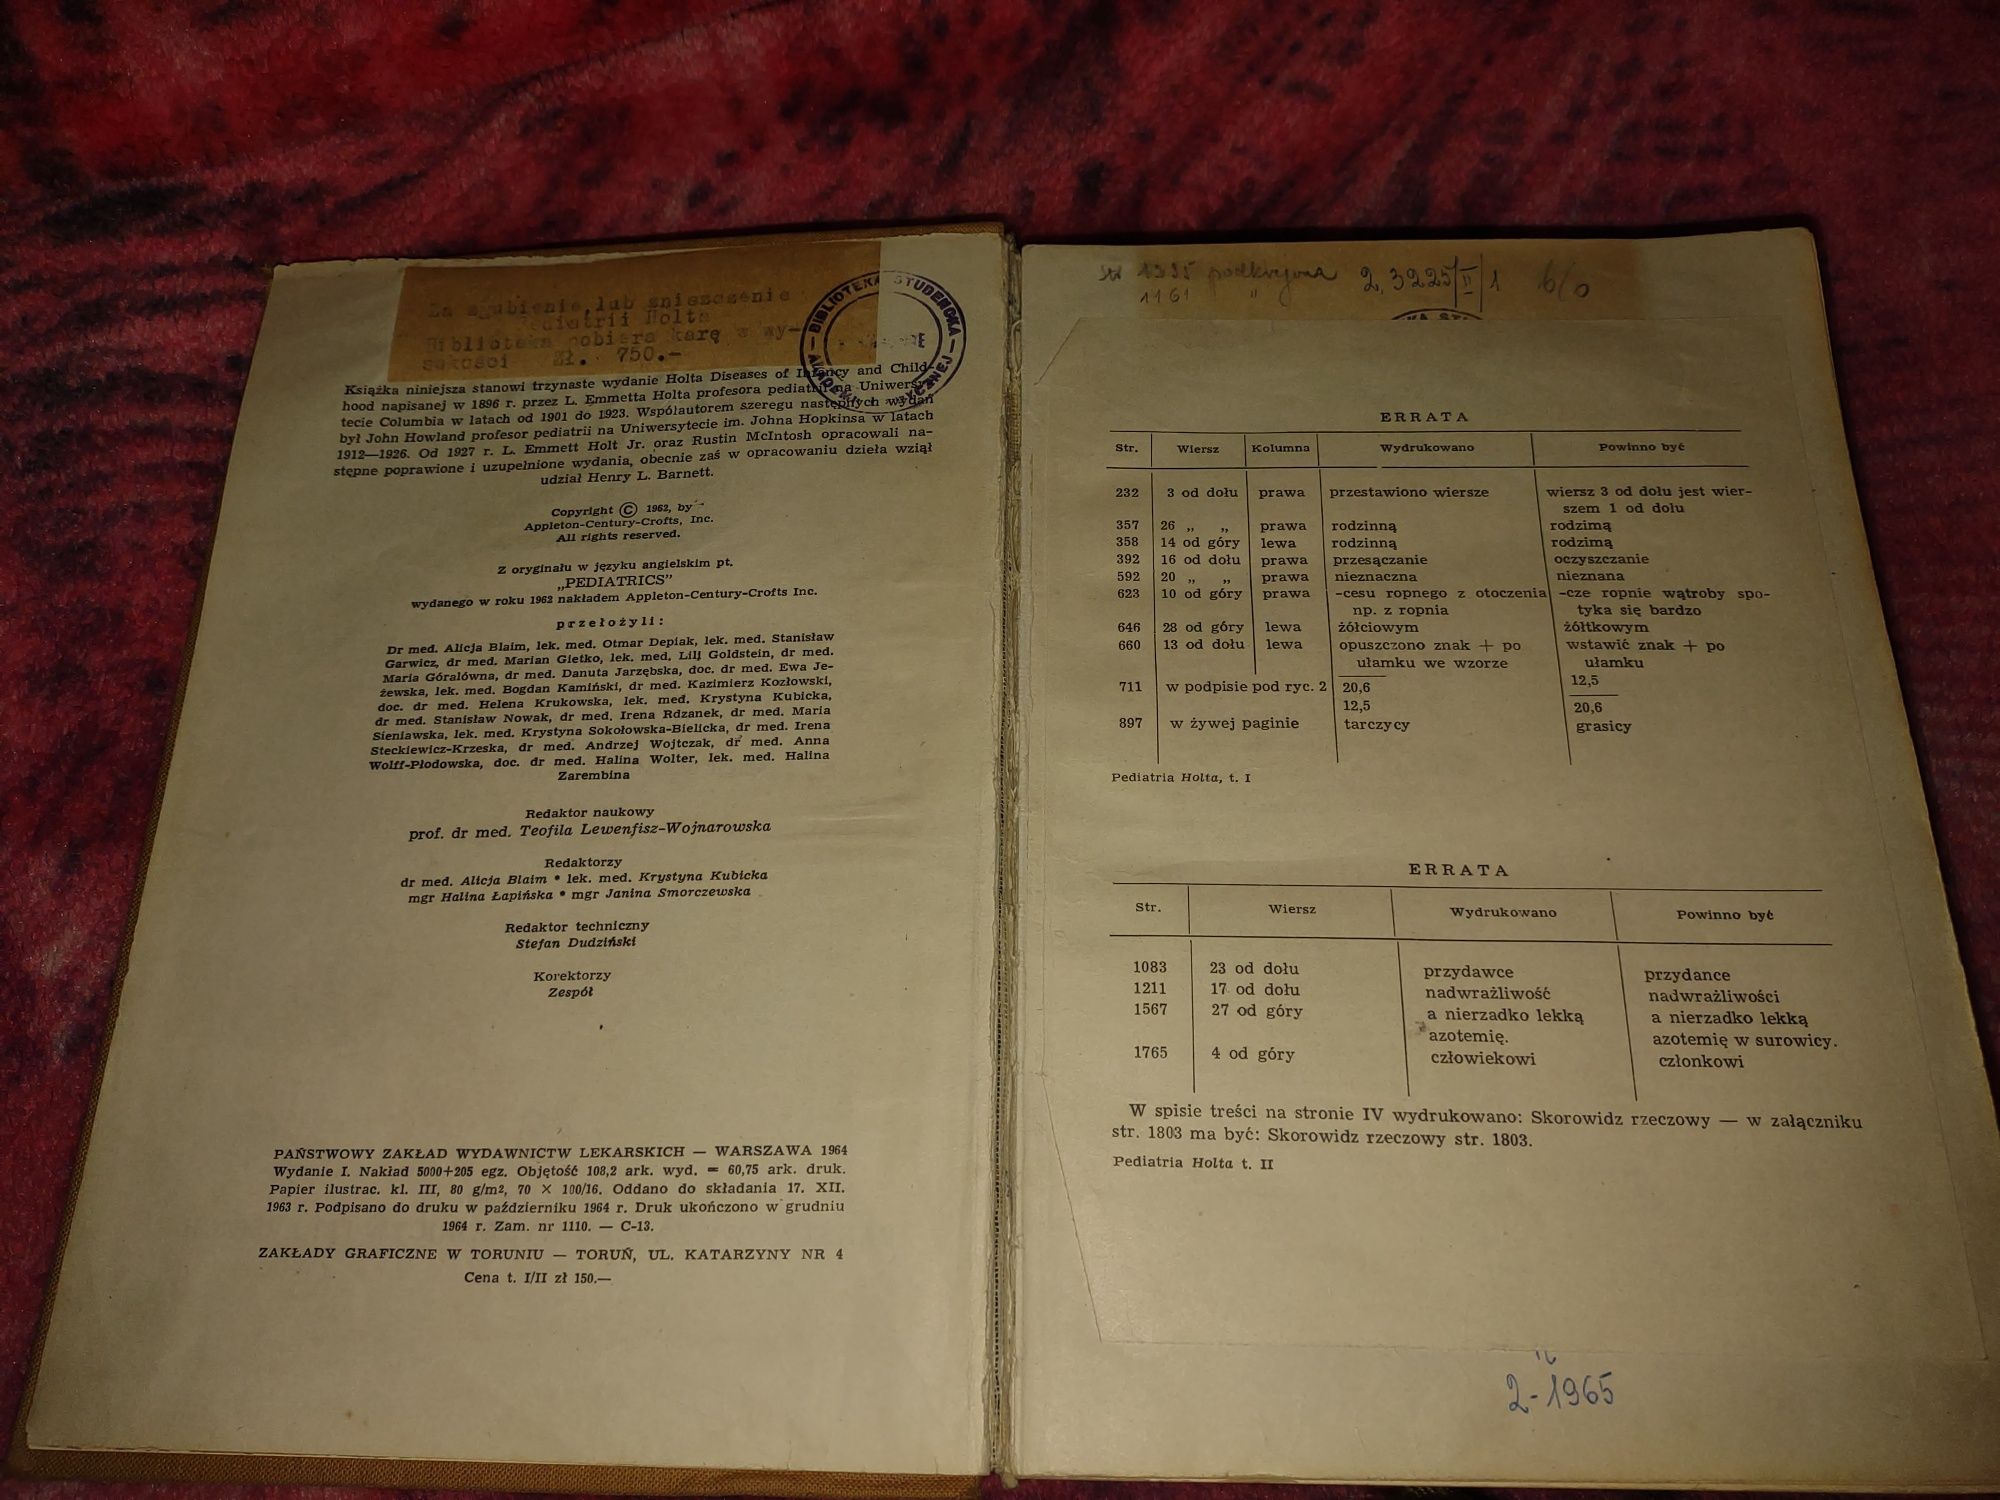 Za zgubienie, lub zniszczenie
Pediatrii Holta
Biblioteka pobiera karę w wy-
sokości Zł. 750.-
BIBLIOTEKA STUDENCKA
Książka niniejsza stanowi trzynaste wydanie Holta Diseases of Infancy and Child-
hood napisanej w 1896 r. przez L. Emmetta Holta profesora pediatrii na Uniwersy-
tecie Columbia w latach od 1901 do 1923. Współautorem szeregu następnych wydań
był John Howland profesor pediatrii na Uniwersytecie im. Johna Hopkinsa w latach
1912—1926. Od 1927 r. L. Emmett Holt Jr. oraz Rustin McIntosh opracowali na-
stępne poprawione i uzupełnione wydania, obecnie zaś w opracowaniu dzieła wziął
udział Henry L. Barnett.
Copyright © 1962, by
Appleton-Century-Crofts, Inc.
All rights reserved.
Z oryginału w języku angielskim pt.
„PEDIATRICS”
wydanego w roku 1962 nakładem Appleton-Century-Crofts Inc.
przełożyli:
Dr med. Alicja Blaim, lek. med. Otmar Depiak, lek. med. Stanisław
Garwicz, dr med. Marian Gietko, lek. med. Lili Goldstein, dr med.
Maria Góralówna, dr med. Danuta Jarzębska, doc. dr med. Ewa Je-
żewska, lek. med. Bogdan Kamiński, dr med. Kazimierz Kozłowski,
doc. dr med. Helena Krukowska, lek. med. Krystyna Kubicka,
dr med. Stanisław Nowak, dr med. Irena Rdzanek, dr med. Maria
Sieniawska, lek. med. Krystyna Sokołowska-Bielicka, dr med. Irena
Steckiewicz-Krzeska, dr med. Andrzej Wojtczak, dr med. Anna
Wolff-Płodowska, doc. dr med. Halina Wolter, lek. med. Halina
Zarembina
Redaktor naukowy
prof. dr med. Teofila Lewenfisz-Wojnarowska
Redaktorzy
dr med. Alicja Blaim • lek. med. Krystyna Kubicka
mgr Halina Łapińska • mgr Janina Smorczewska
Redaktor techniczny
Stefan Dudziński
Korektorzy
Zespół
PAŃSTWOWY ZAKŁAD WYDAWNICTW LEKARSKICH — WARSZAWA 1964
Wydanie I. Nakład 5000+205 egz. Objętość 108,2 ark. wyd. = 60,75 ark. druk.
Papier ilustrac. kl. III, 80 g/m2, 70 × 100/16. Oddano do składania 17. XII.
1963 r. Podpisano do druku w październiku 1964 r. Druk ukończono w grudniu
1964 r. Zam. nr 1110. — C-13.
ZAKŁADY GRAFICZNE W TORUNIU — TORUŃ, UL. KATARZYNY NR 4
Cena t. I/II zł 150.—
str 1335 podkreślona 2,3225/II/1 6/0
1161 "
ERRATA
Str. Wiersz Kolumna Wydrukowano Powinno być
232 3 od dołu prawa przestawiono wiersze wiersz 3 od dołu jest wier-
szem 1 od dołu
357 26 „ „ prawa rodzinną rodzimą
358 14 od góry lewa rodzinną rodzimą
392 16 od dołu prawa przesączanie oczyszczanie
592 20 „ „ prawa nieznaczna nieznana
623 10 od góry prawa -cesu ropnego z otoczenia -cze ropnie wątroby spo-
np. z ropnia tyka się bardzo
646 28 od góry lewa żółciowym żółtkowym
660 13 od dołu lewa opuszczono znak + po wstawić znak + po
ułamku we wzorze ułamku
711 w podpisie pod ryc. 2 20,6 12,5
12,5 20,6
897 w żywej paginie tarczycy grasicy
Pediatria Holta, t. I
ERRATA
Str. Wiersz Wydrukowano Powinno być
1083 23 od dołu przydawce przydance
1211 17 od dołu nadwrażliwość nadwrażliwości
1567 27 od góry a nierzadko lekką a nierzadko lekką
azotemię. azotemię w surowicy.
1765 4 od góry człowiekowi członkowi
W spisie treści na stronie IV wydrukowano: Skorowidz rzeczowy — w załączniku
str. 1803 ma być: Skorowidz rzeczowy str. 1803.
Pediatria Holta t. II
2-1965